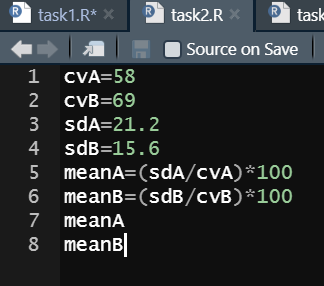 task1.R*
task2.R
task
Source on Save
1 cvA=58
2 cvB=69
3 sdA=21.2
4 sdB=15.6
5 meanA=(sdA/cvA)*100
6 meanB=(sdB/cvB)*100
7 meanA
8 meanB